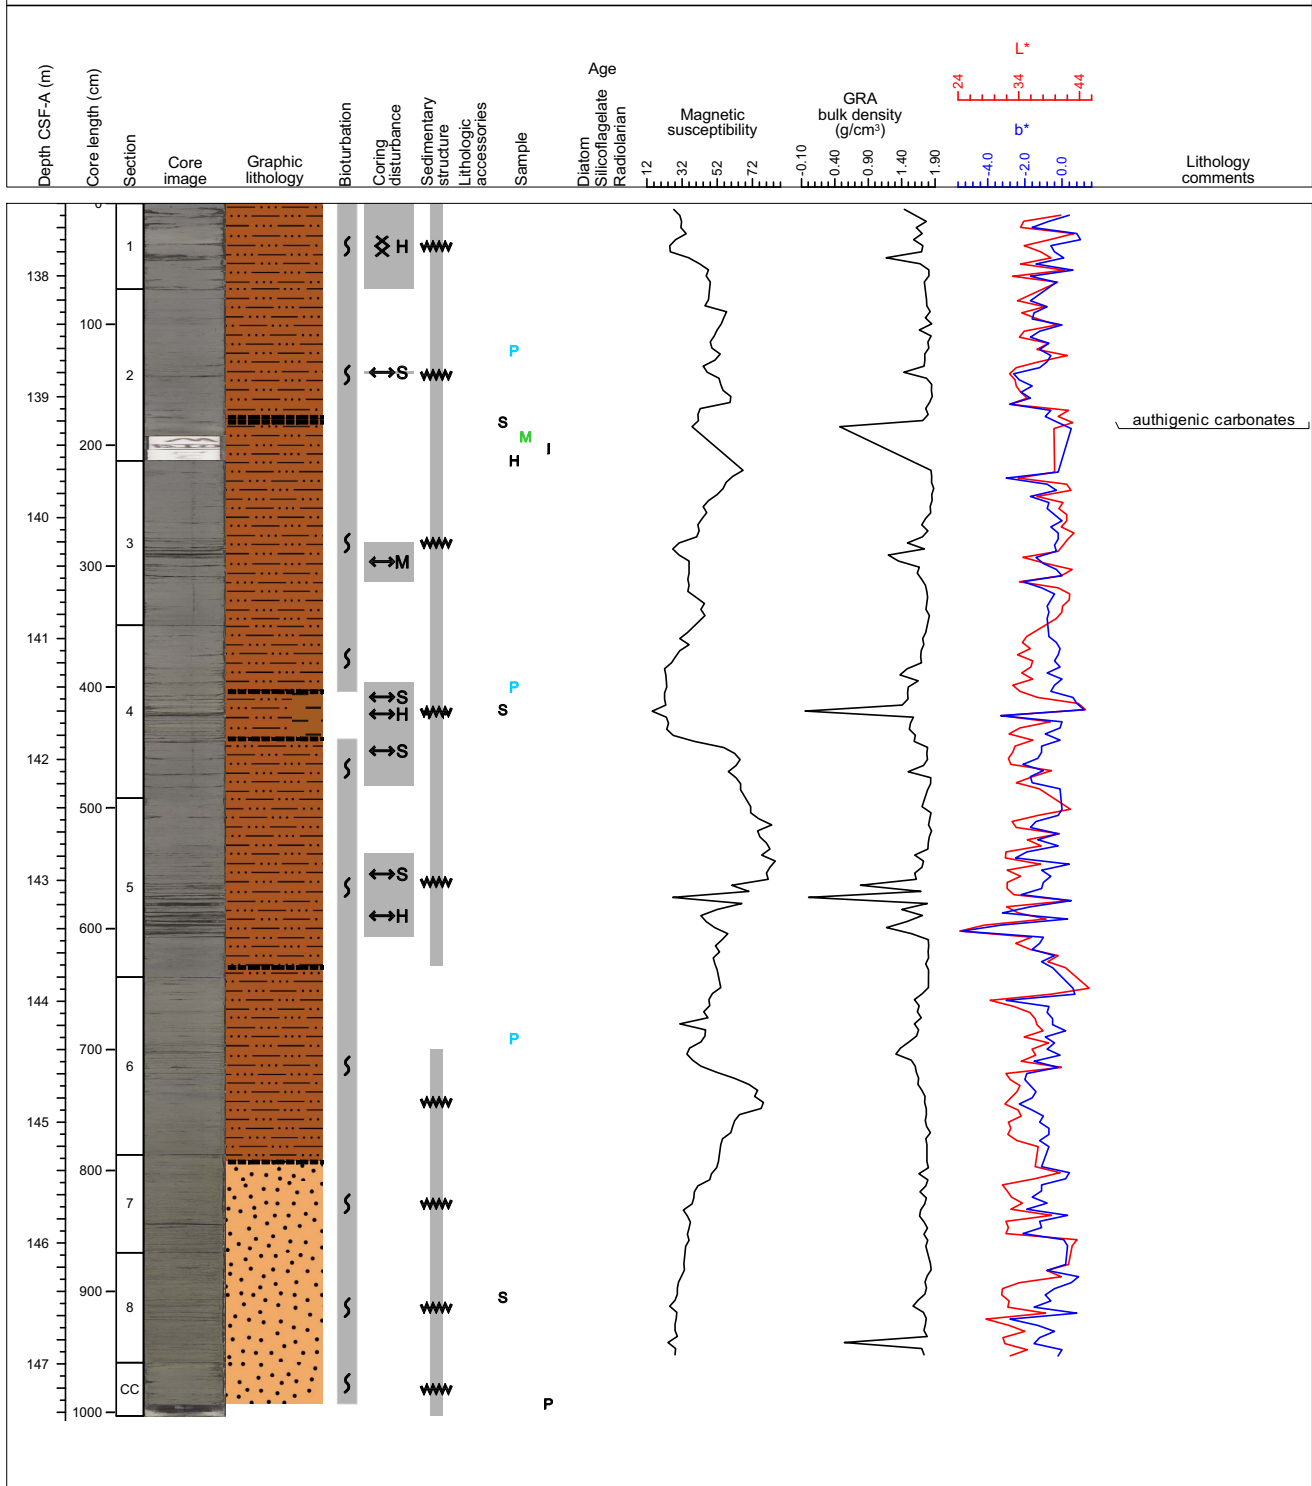 Depth CSF-A (m)
Core length (cm)
Section
Core image
Graphic lithology
Bioturbation
Coring disturbance
Sedimentary structure
Lithologic accessories
Sample
Age
Diatom
Silicoflagelate
Radiolarian
Magnetic susceptibility
12 32 52 72
GRA bulk density (g/cm³)
-0.10 0.40 0.90 1.40 1.90
L*
24 34 44
b*
-4.0 -2.0 0.0
Lithology comments
0
1
H
138
100
P
2
S
139
S
authigenic carbonates
M
200
I
H
140
3
M
300
141
P
400
S
4
H
S
S
142
500
S
143
5
H
600
144
P
700
6
145
800
7
146
900
S
8
147
CC
P
1000